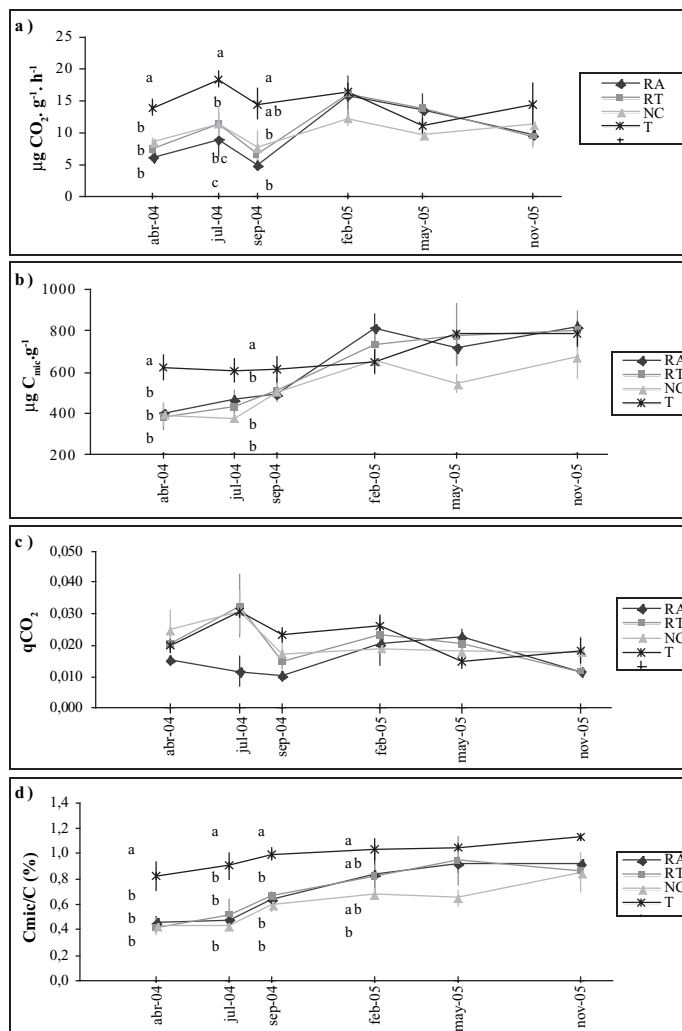 a )
25
20
15
10
5
0
µg CO2. g-1. h-1
a
a
a
b
a b
b
a b
b
b
b
b c
b
c
abr-04
jul-04
sep-04
feb-05
may-05
nov-05
RA
RT
NC
T
b )
1000
800
600
400
200
µg Cmic.g-1
a
a
b
b
b
b
b
b
abr-04
jul-04
sep-04
feb-05
may-05
nov-05
RA
RT
NC
T
c )
0,050
0,040
0,030
0,020
0,010
0,000
qCO2
abr-04
jul-04
sep-04
feb-05
may-05
nov-05
RA
RT
NC
T
d )
1,4
1,2
1,0
0,8
0,6
0,4
0,2
0,0
Cmic/C (%)
a
a
a
a
b
b
b
a b
b
b
b
b
b
b
a b
b
abr-04
jul-04
sep-04
feb-05
may-05
nov-05
RA
RT
NC
T